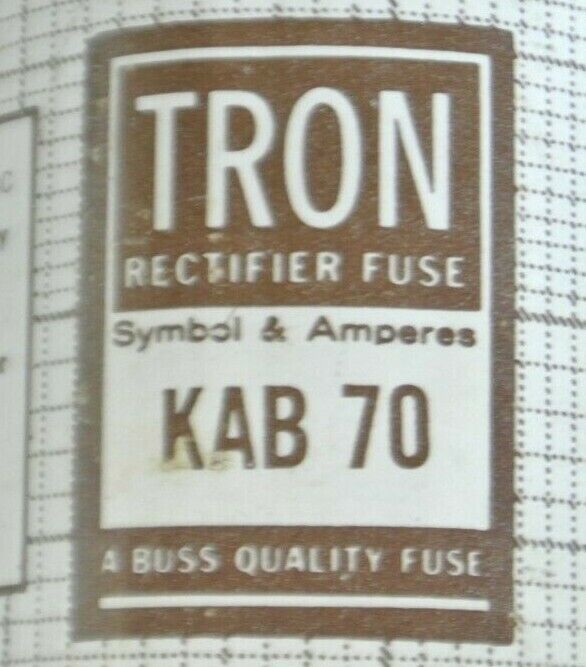 TRON
RECTIFIER FUSE
Symbol & Amperes
KAB 70
A BUSS QUALITY FUSE